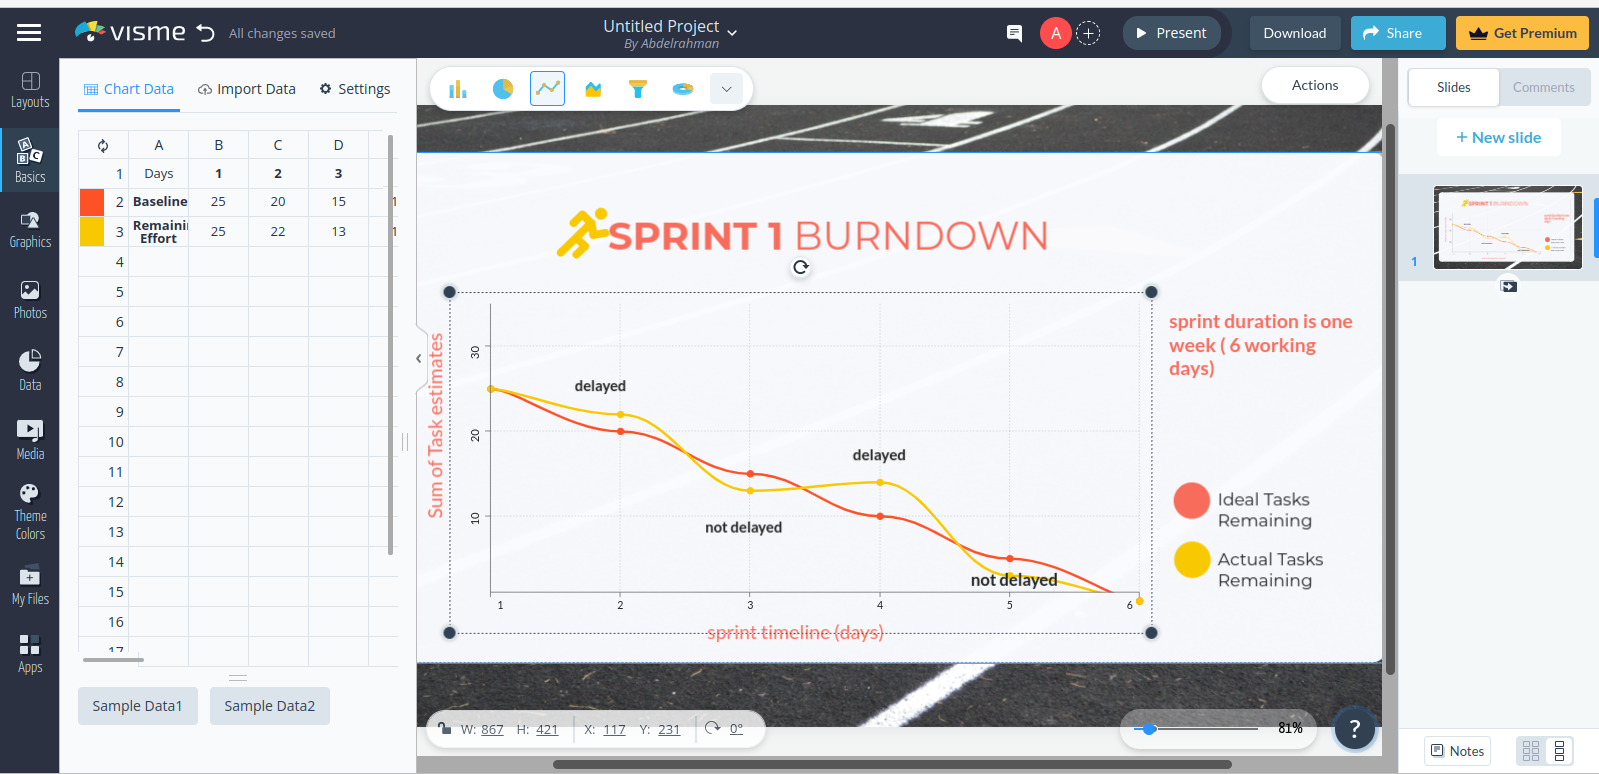 visme
All changes saved
Untitled Project
By Abdelrahman
A
Present
Download
Share
Get Premium
Layouts
Basics
Graphics
Photos
Data
Media
Theme
Colors
My Files
Apps
Chart Data
Import Data
Settings
A B C D
1 Days 1 2 3
2 Baseline 25 20 15 1
3 Remaini
Effort 25 22 13 1
4
5
6
7
8
9
10
11
12
13
14
15
16
17
Sample Data1
Sample Data2
Actions
SPRINT 1 BURNDOWN
Sum of Task estimates
30
20
10
delayed
delayed
not delayed
not delayed
1 2 3 4 5 6
sprint timeline (days)
sprint duration is one
week ( 6 working
days)
Ideal Tasks
Remaining
Actual Tasks
Remaining
W: 867 H: 421 X: 117 Y: 231 0°
81%
?
Slides
Comments
+ New slide
1
SPRINT 1 BURNDOWN
Notes